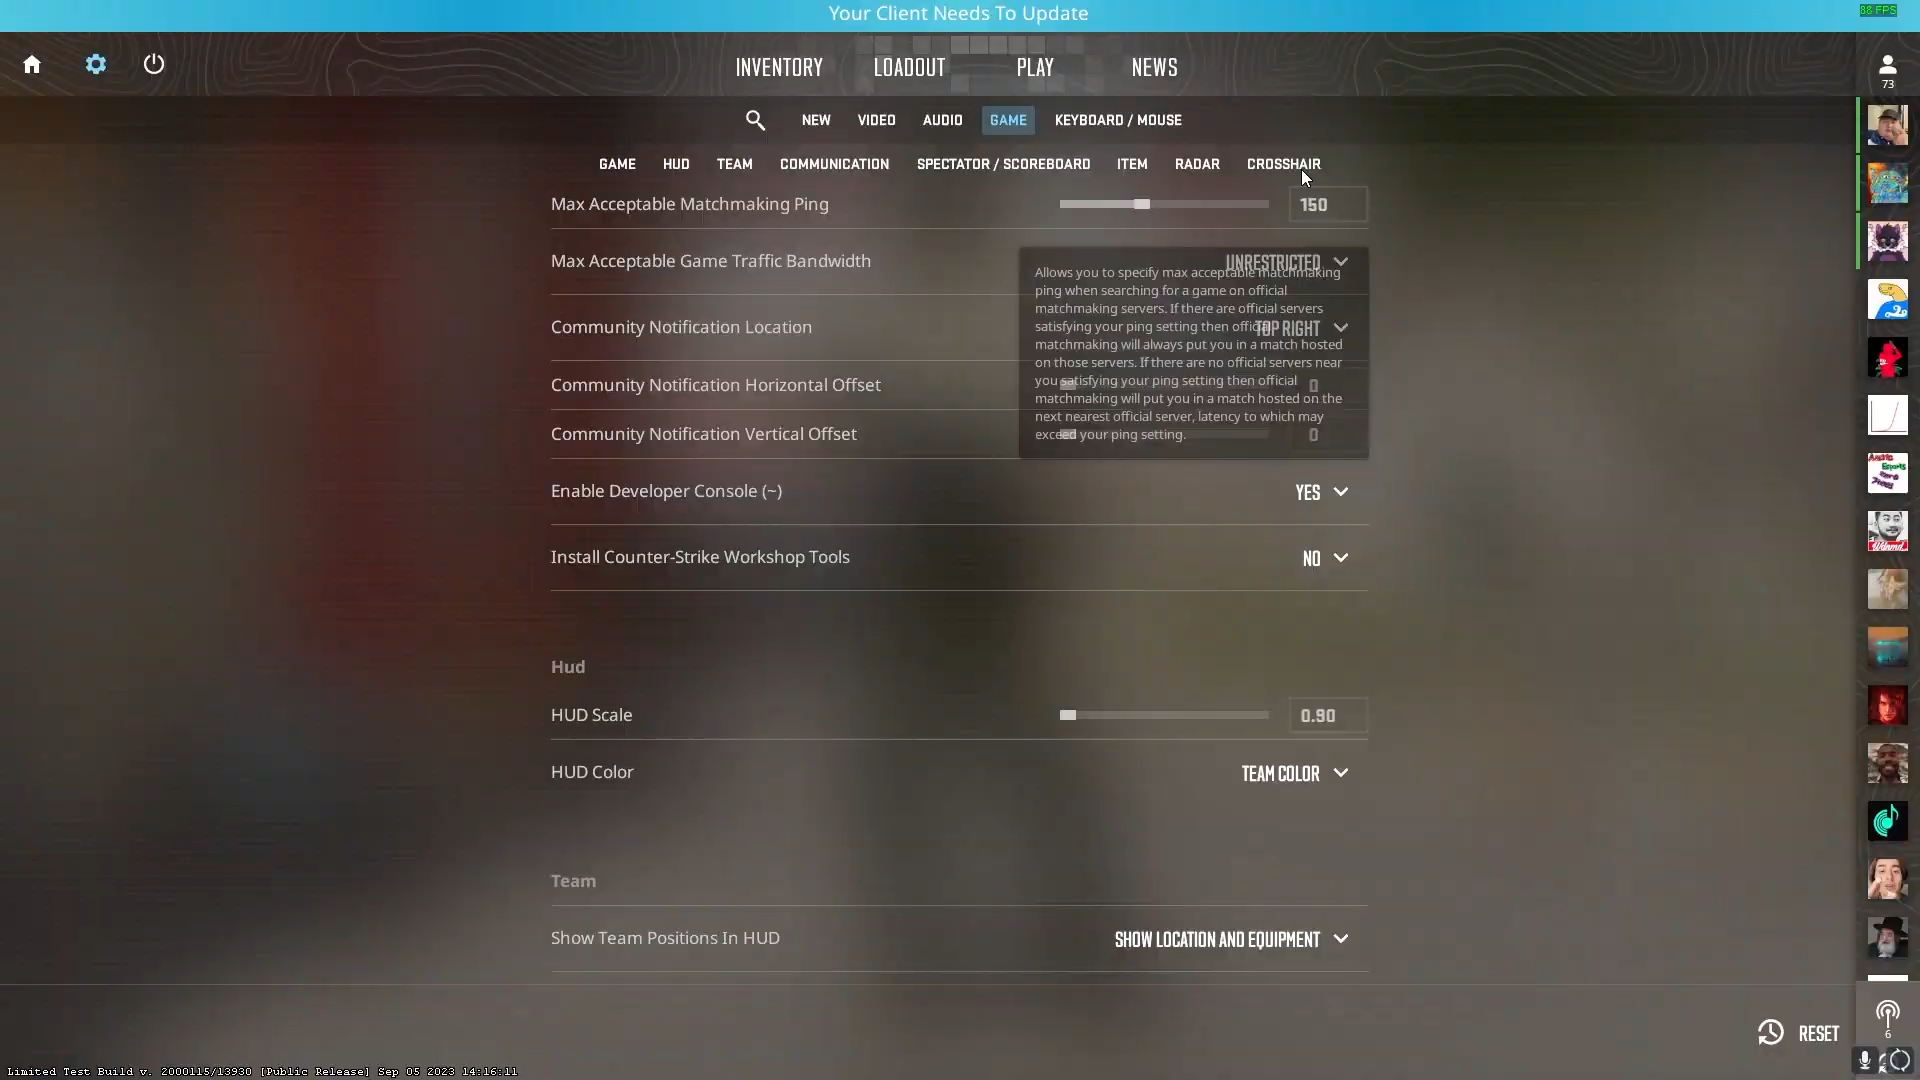 Your Client Needs To Update
88 FPS
INVENTORY LOADOUT PLAY NEWS
73
NEW VIDEO AUDIO GAME KEYBOARD / MOUSE
GAME HUD TEAM COMMUNICATION SPECTATOR / SCOREBOARD ITEM RADAR CROSSHAIR
Max Acceptable Matchmaking Ping 150
Max Acceptable Game Traffic Bandwidth UNRESTRICTED
Allows you to specify max acceptable matchmaking
ping when searching for a game on official
matchmaking servers. If there are official servers
satisfying your ping setting then official
matchmaking will always put you in a match hosted
on those servers. If there are no official servers near
you satisfying your ping setting then official
matchmaking will put you in a match hosted on the
next nearest official server, latency to which may
exceed your ping setting.
Community Notification Location TOP RIGHT
Community Notification Horizontal Offset 0
Community Notification Vertical Offset 0
Enable Developer Console (~) YES
Install Counter-Strike Workshop Tools NO
Hud
HUD Scale 0.90
HUD Color TEAM COLOR
Team
Show Team Positions In HUD SHOW LOCATION AND EQUIPMENT
RESET
6
Limited Test Build v. 2000115/13930 [Public Release] Sep 05 2023 14:16:11